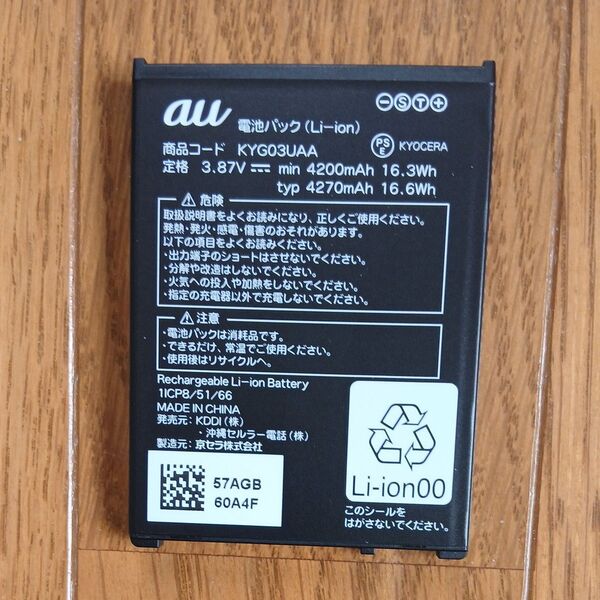 au
⊖ⓈⓉ⊕
電池パック(Li-ion)
商品コード KYG03UAA
PSE KYOCERA
定格 3.87V⎓ min 4200mAh 16.3Wh
typ 4270mAh 16.6Wh
⚠危険
取扱説明書をよくお読みになり、正しくご使用ください。
発熱・発火・感電・傷害のおそれがあります。
以下の項目をよくお読みください。
・出力端子のショートはさせないでください。
・分解や改造はしないでください。
・火気への投入や加熱をしないでください。
・指定の充電器以外で充電しないでください。
⚠注意
・電池パックは消耗品です。
・できるだけ、常温でご使用ください。
・使用後はリサイクルへ。
Rechargeable Li-ion Battery
1ICP8/51/66
MADE IN CHINA
発売元: KDDI(株)
・沖縄セルラー電話(株)
製造元: 京セラ株式会社
57AGB
60A4F
Li-ion00
このシールを
はがさないでください。